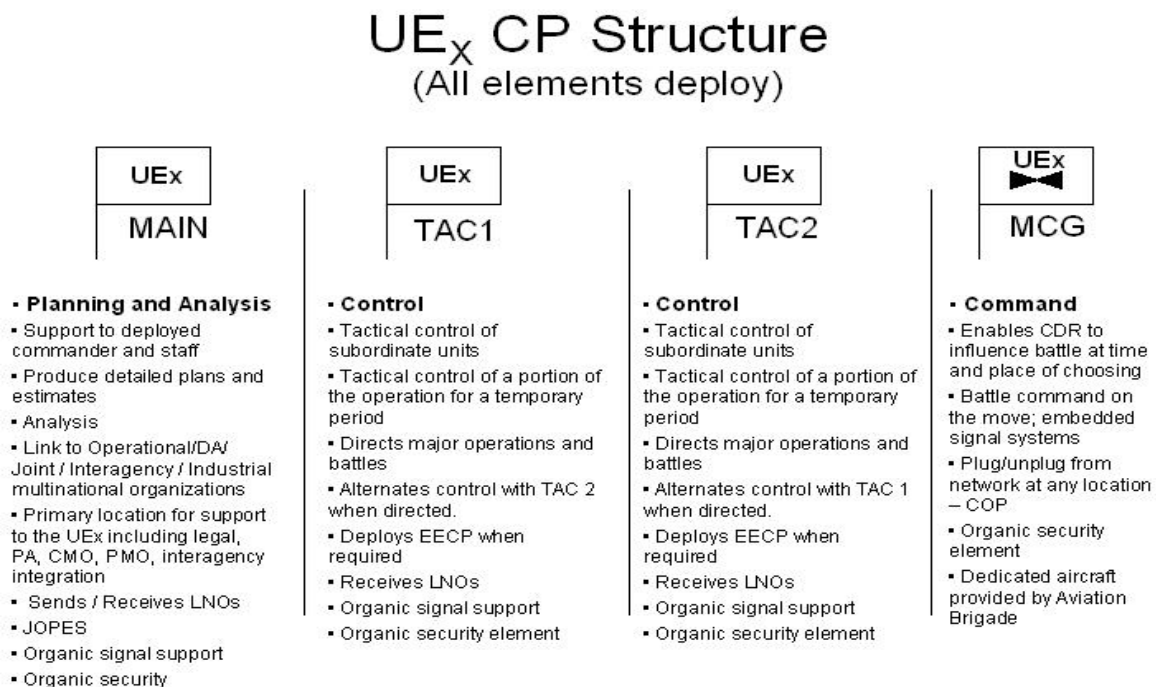 UEX CP Structure
(All elements deploy)
UEx
MAIN
▪ Planning and Analysis
▪ Support to deployed
commander and staff
▪ Produce detailed plans and
estimates
▪ Analysis
▪ Link to Operational/DA/
Joint / Interagency / Industrial
multinational organizations
▪ Primary location for support
to the UEx including legal,
PA, CMO, PMO, interagency
integration
▪ Sends / Receives LNOs
▪ JOPES
▪ Organic signal support
▪ Organic security
UEx
TAC1
▪ Control
▪ Tactical control of
subordinate units
▪ Tactical control of a portion of
the operation for a temporary
period
▪ Directs major operations and
battles
▪ Alternates control with TAC 2
when directed.
▪ Deploys EECP when
required
▪ Receives LNOs
▪ Organic signal support
▪ Organic security element
UEx
TAC2
▪ Control
▪ Tactical control of
subordinate units
▪ Tactical control of a portion of
the operation for a temporary
period
▪ Directs major operations and
battles
▪ Alternates control with TAC 1
when directed.
▪ Deploys EECP when
required
▪ Receives LNOs
▪ Organic signal support
▪ Organic security element
UEx
MCG
▪ Command
▪ Enables CDR to
influence battle at time
and place of choosing
▪ Battle command on
the move; embedded
signal systems
▪ Plug/unplug from
network at any location
– COP
▪ Organic security
element
▪ Dedicated aircraft
provided by Aviation
Brigade